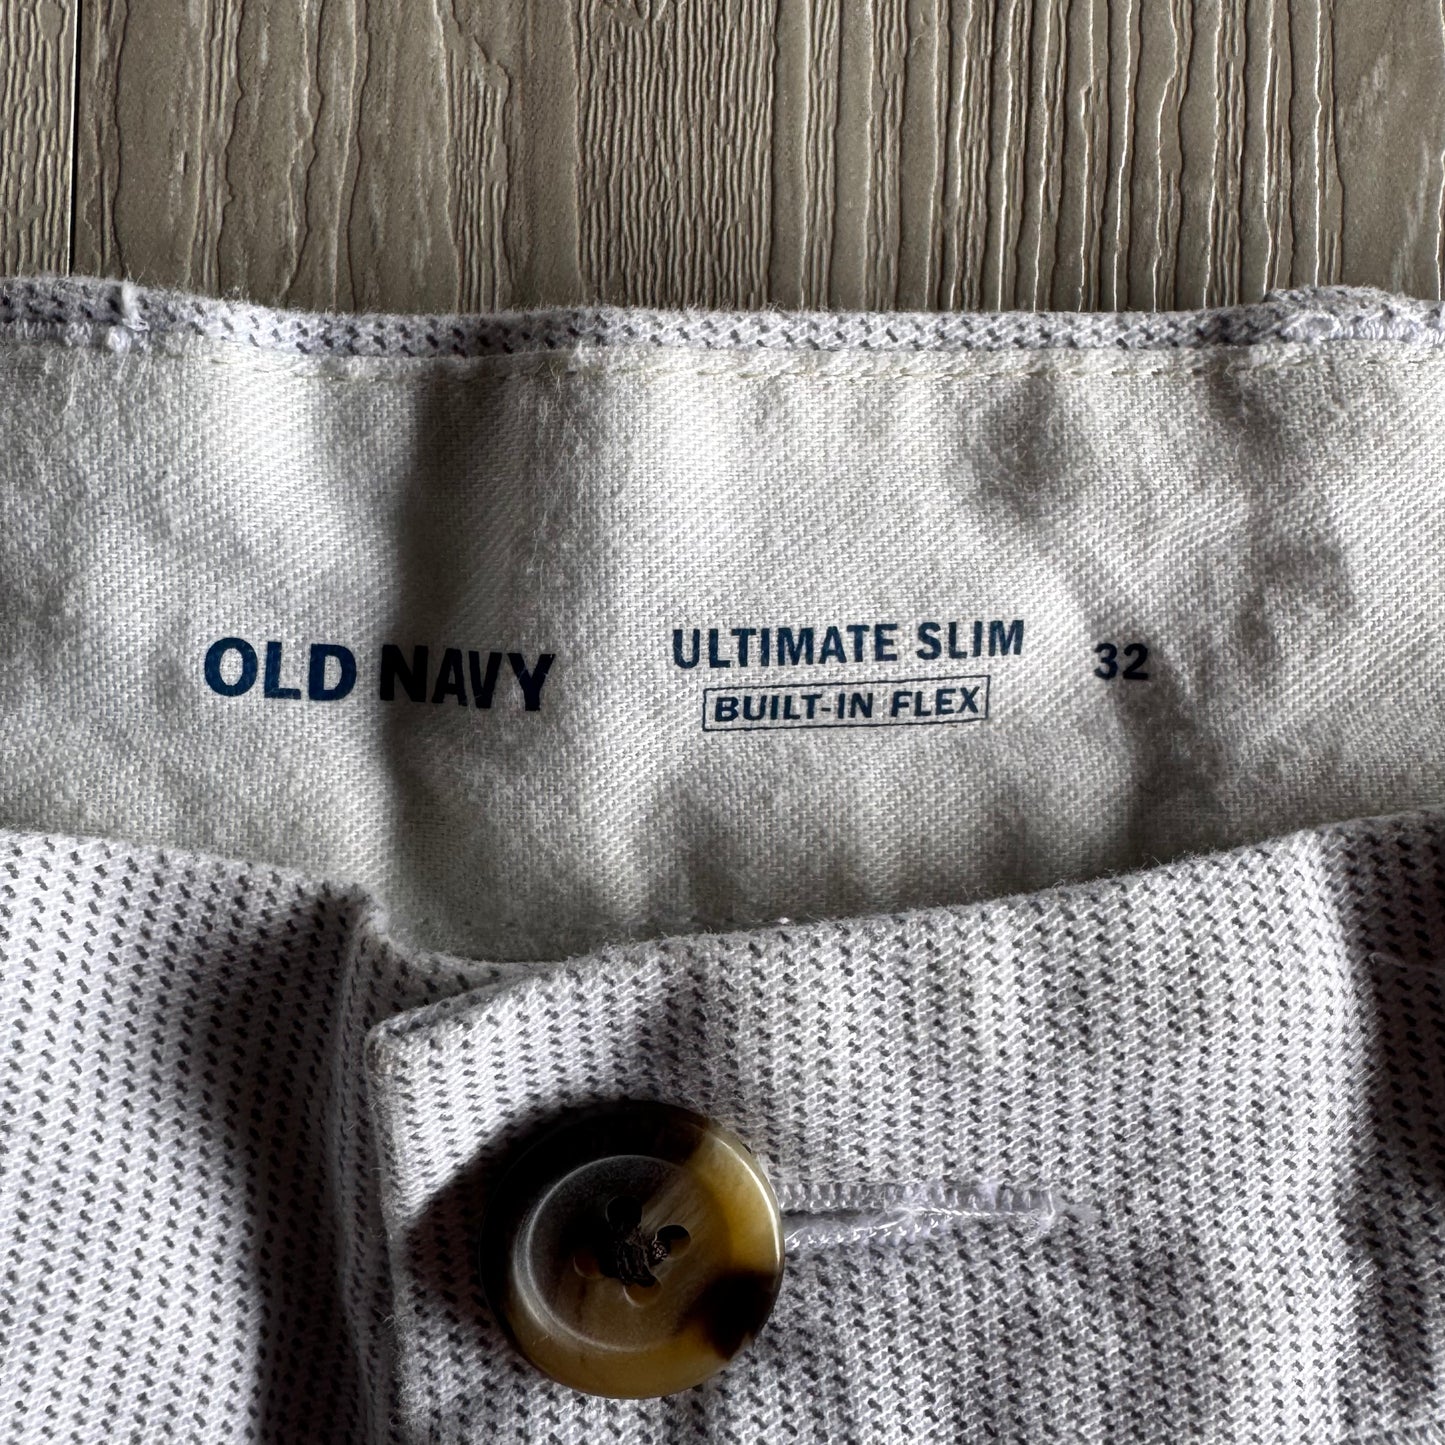 OLD NAVY
ULTIMATE SLIM
BUILT-IN FLEX
32